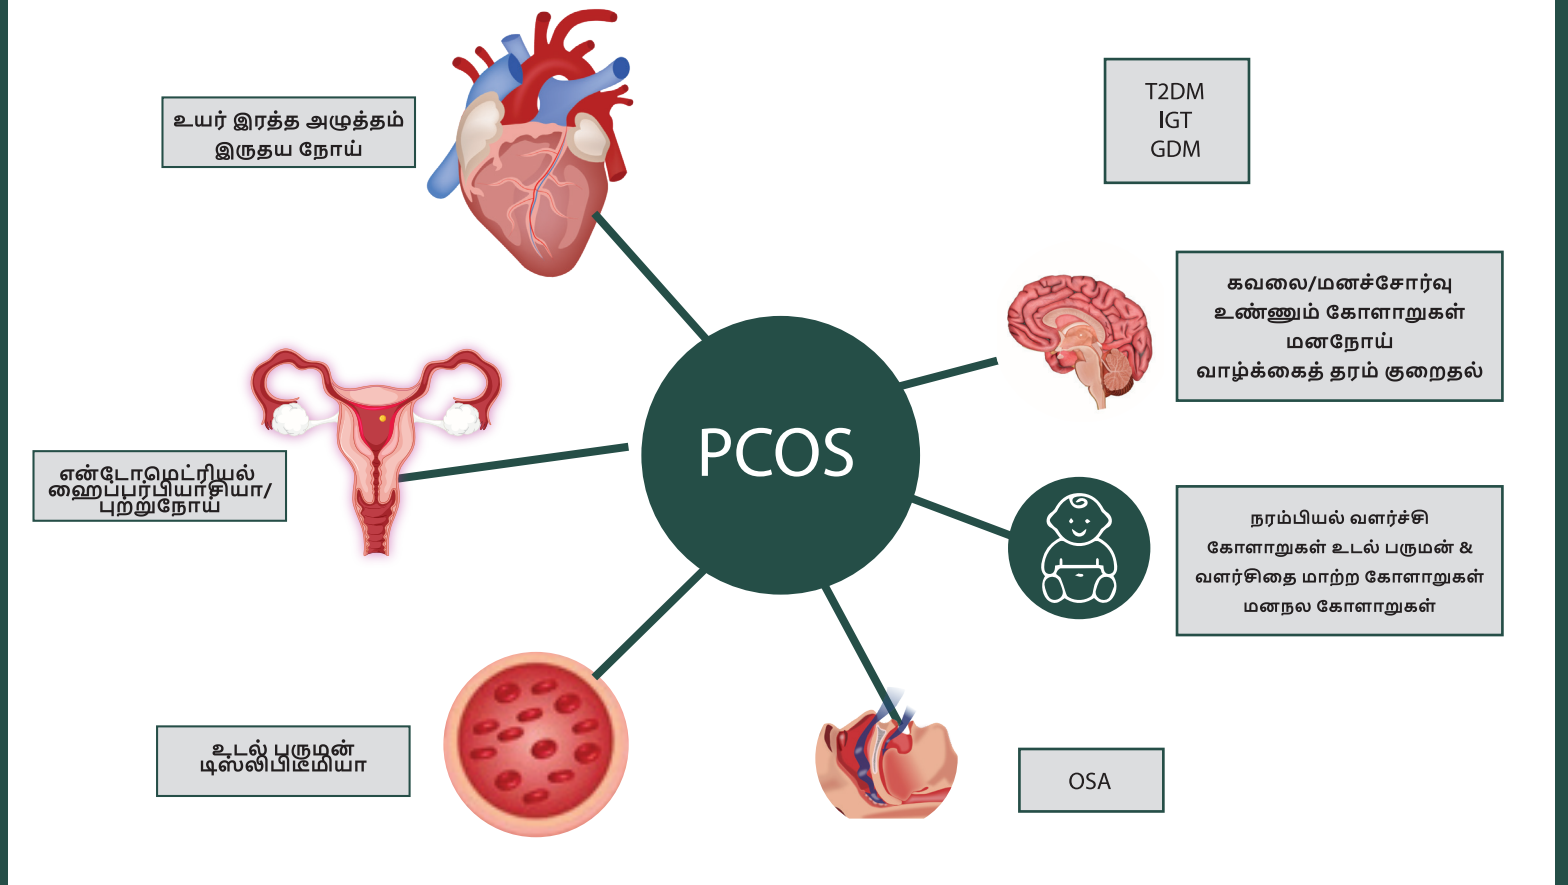 உயர் இரத்த அழுத்தம்
இருதய நோய்
T2DM
IGT
GDM
கவலை/மனச்சோர்வு
உண்ணும் கோளாறுகள்
மனநோய்
வாழ்க்கைத் தரம் குறைதல்
PCOS
என்டோமெட்ரியல்
ஹைப்பர்பியாசியா/
புற்றுநோய்
நரம்பியல் வளர்ச்சி
கோளாறுகள் உடல் பருமன் &
வளர்சிதை மாற்ற கோளாறுகள்
மனநல கோளாறுகள்
உடல் பருமன்
டிஸ்லிபிடீமியா
OSA